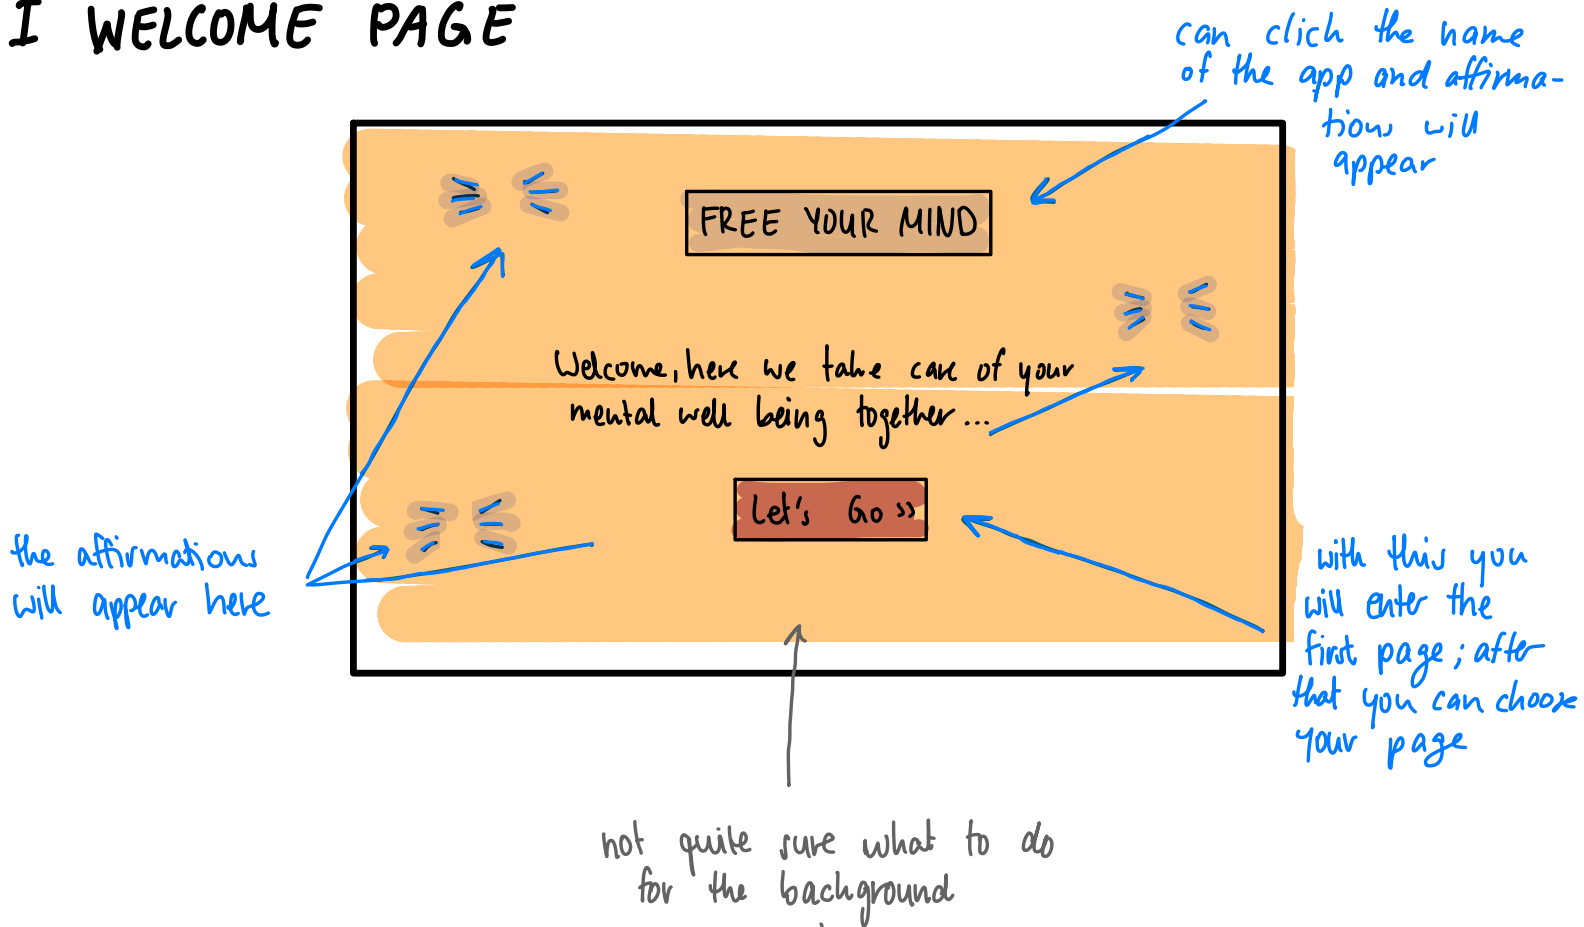 I WELCOME PAGE
can click the name
of the app and affirma-
tions will
appear
FREE YOUR MIND
Welcome, here we take care of your
mental well being together...
Let's Go »
the affirmations
will appear here
with this you
will enter the
first page; after
that you can choose
your page
not quite sure what to do
for the background